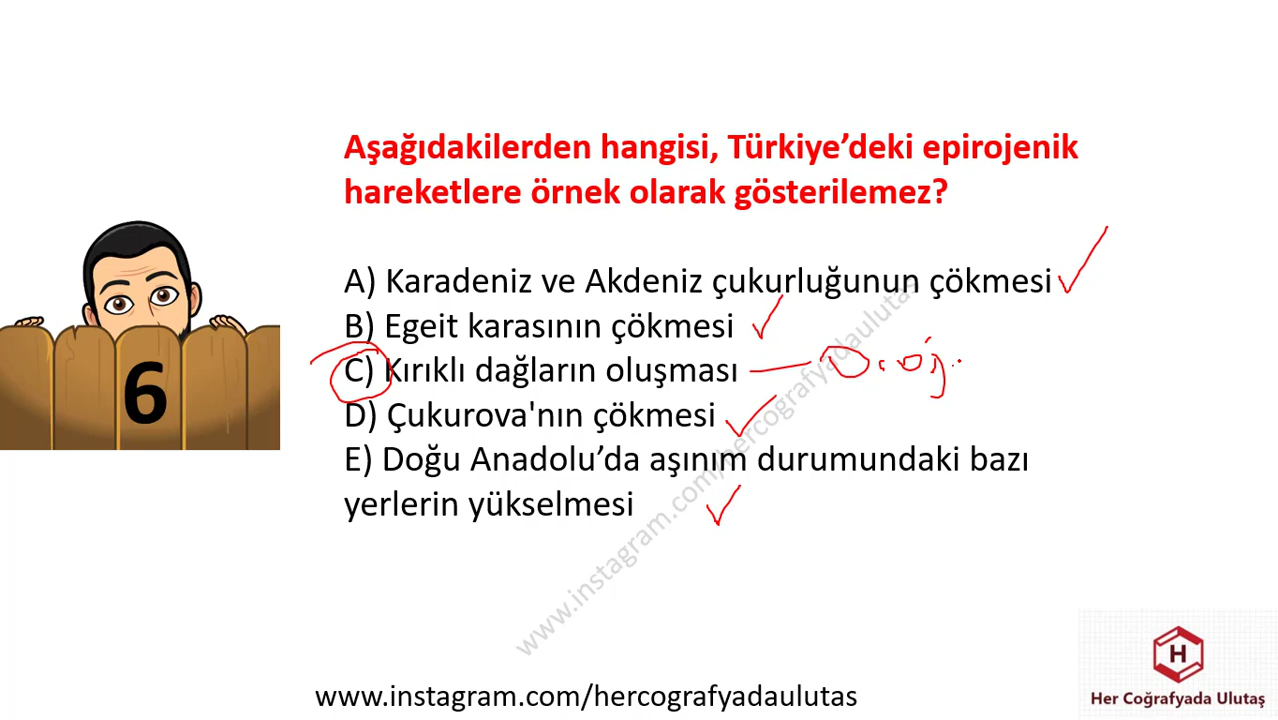 Aşağıdakilerden hangisi, Türkiye’deki epirojenik
hareketlere örnek olarak gösterilemez?
A) Karadeniz ve Akdeniz çukurluğunun çökmesi
B) Egeit karasının çökmesi
C) Kırıklı dağların oluşması
D) Çukurova'nın çökmesi
E) Doğu Anadolu’da aşınım durumundaki bazı
yerlerin yükselmesi
6
www.instagram.com/hercografyadaulutas
www.instagram.com/hercografyadaulutas
H
Her Coğrafyada Ulutaş